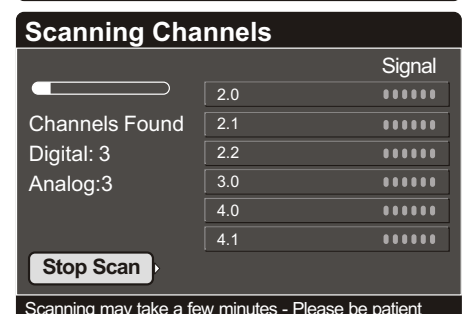 Scanning Channels
Signal
2.0
Channels Found
2.1
Digital: 3
2.2
Analog:3
3.0
4.0
4.1
Stop Scan
Scanning may take a few minutes - Please be patient